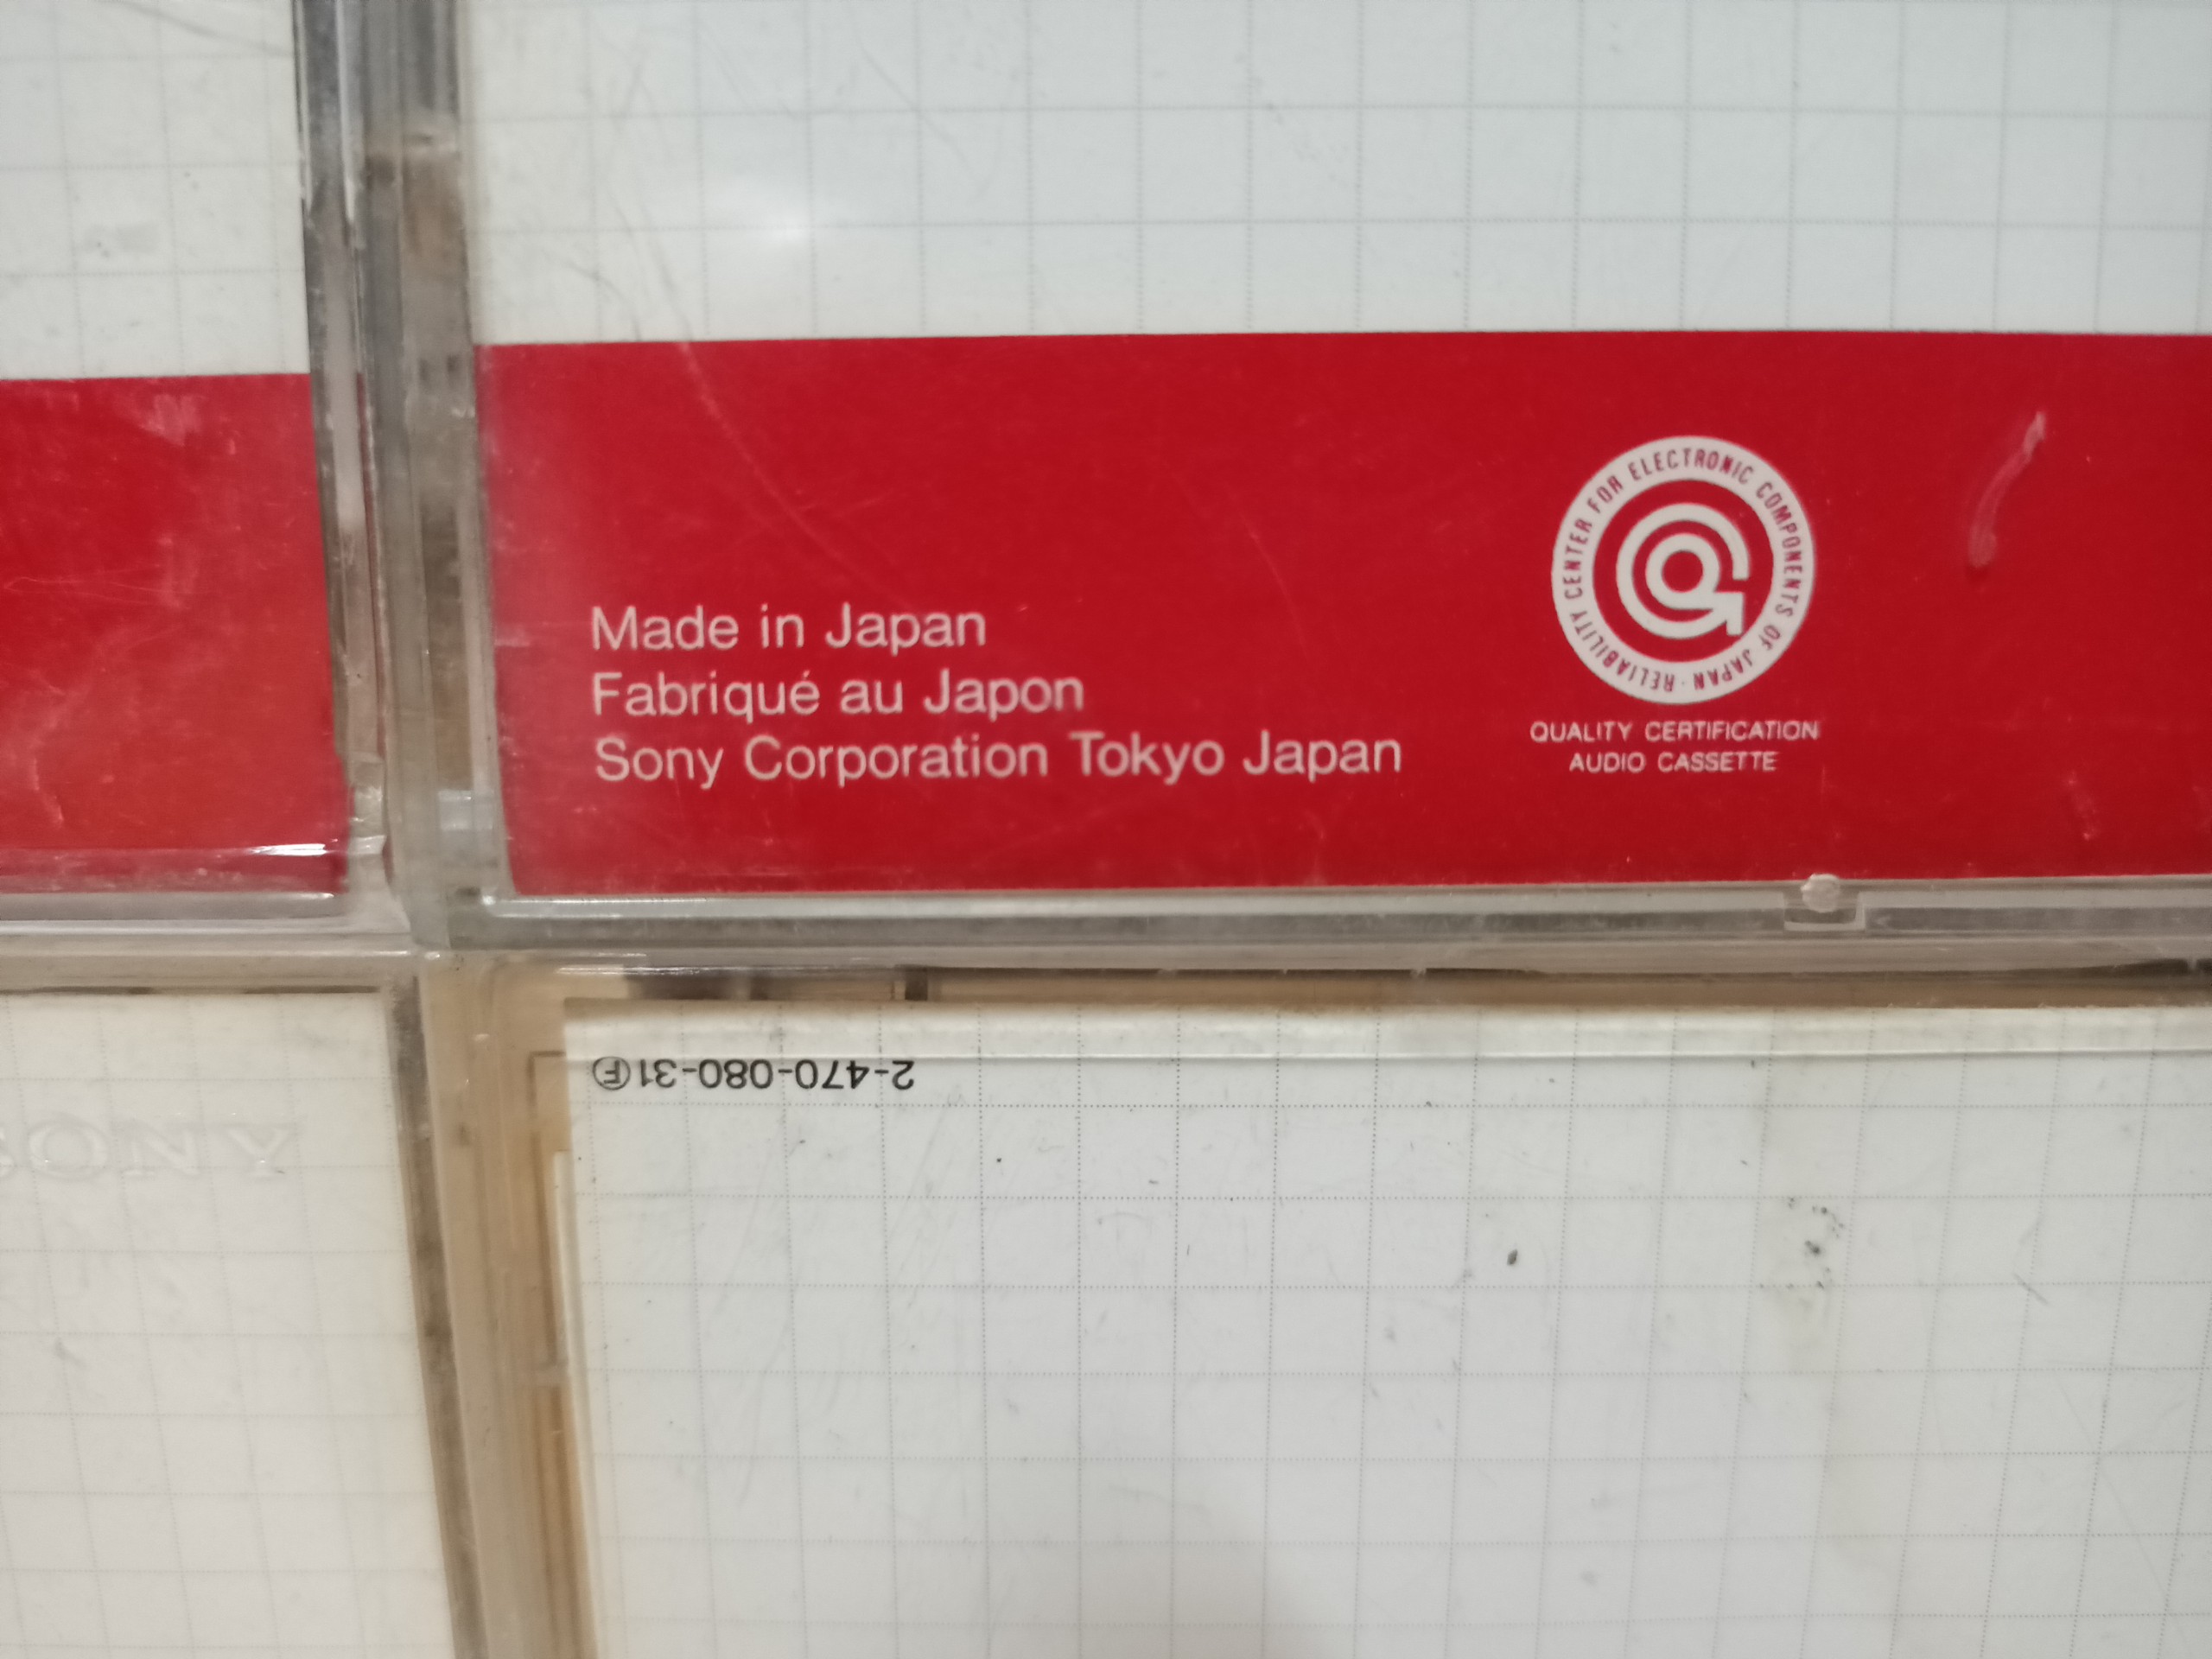 Made in Japan
Fabriqué au Japon
Sony Corporation Tokyo Japan
RELIABILITY CENTER FOR ELECTRONIC COMPONENTS OF JAPAN ·
QUALITY CERTIFICATION
AUDIO CASSETTE
2-470-080-31Ⓕ
SONY